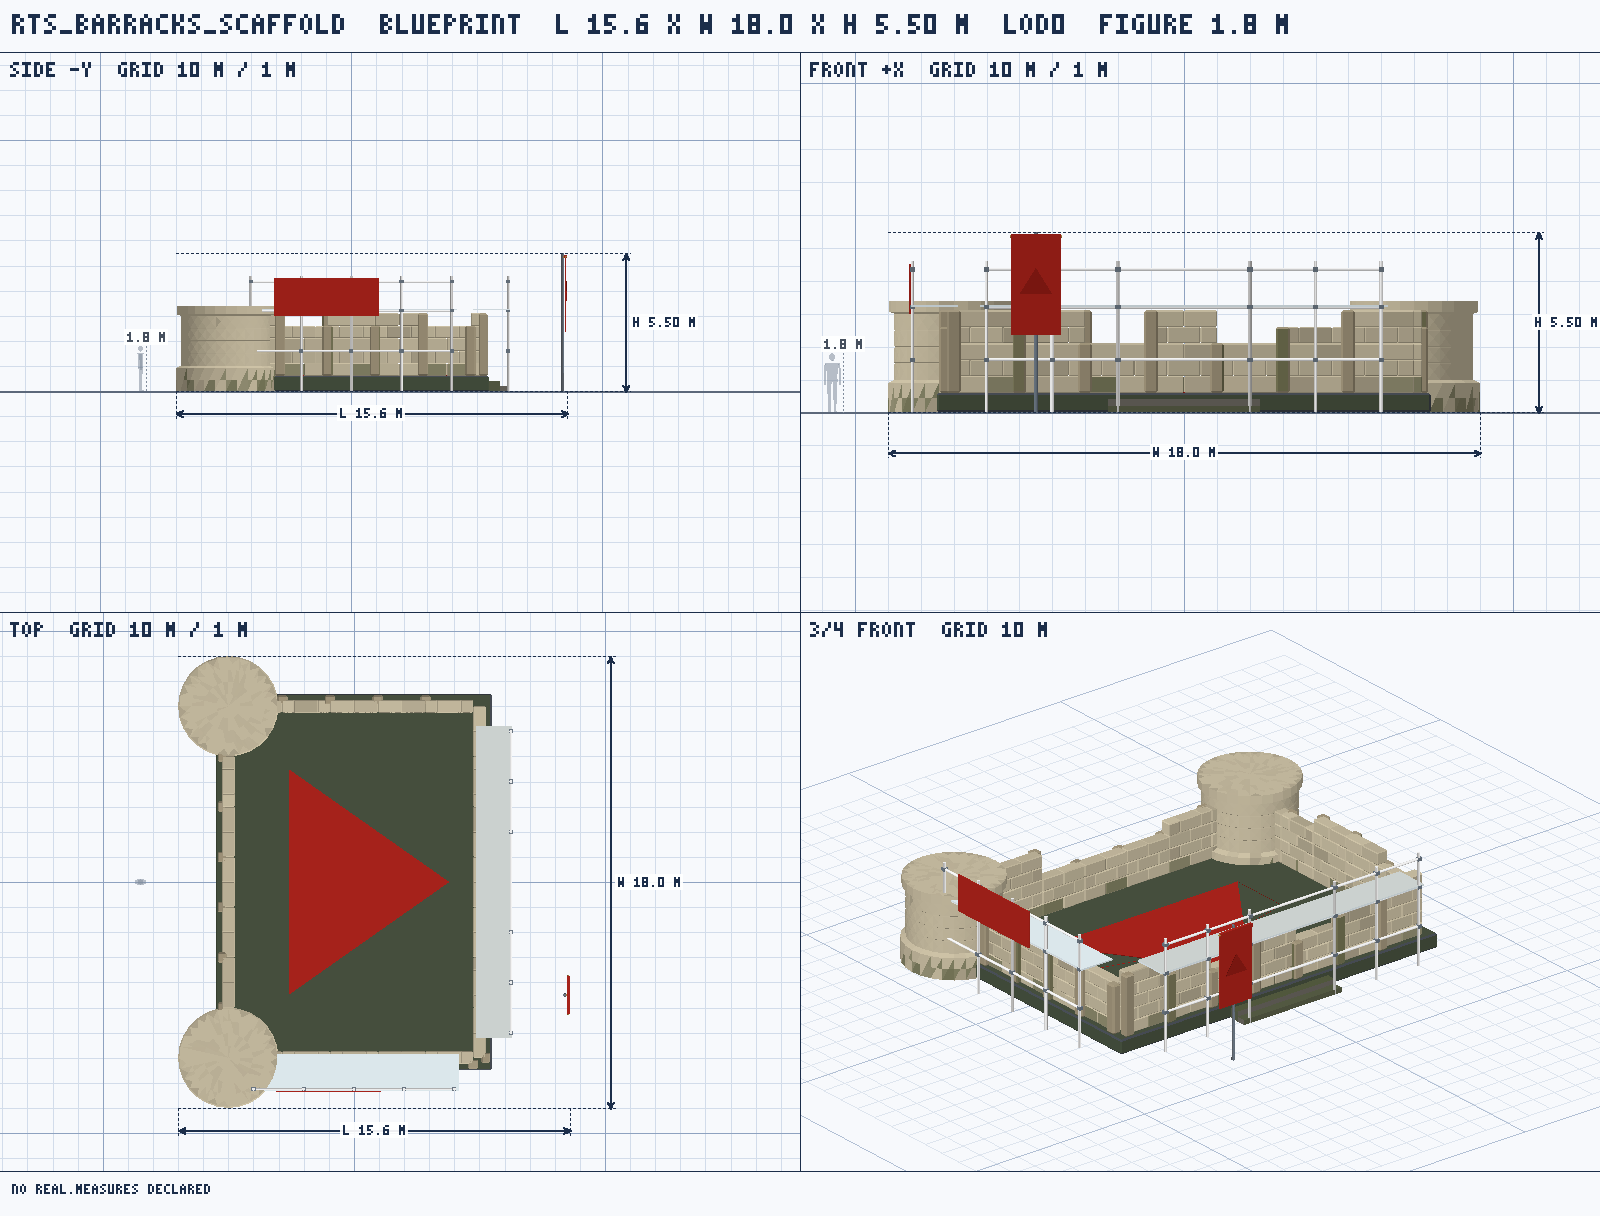 RTS_BARRACKS_SCAFFOLD  BLUEPRINT  L 15.6 X W 18.0 X H 5.50 M  LOD0  FIGURE 1.8 M
SIDE -Y  GRID 10 M / 1 M
1.8 M
H 5.50 M
L 15.6 M
FRONT +X  GRID 10 M / 1 M
1.8 M
H 5.50 M
W 18.0 M
TOP  GRID 10 M / 1 M
W 18.0 M
L 15.6 M
3/4 FRONT  GRID 10 M
NO REAL.MEASURES DECLARED